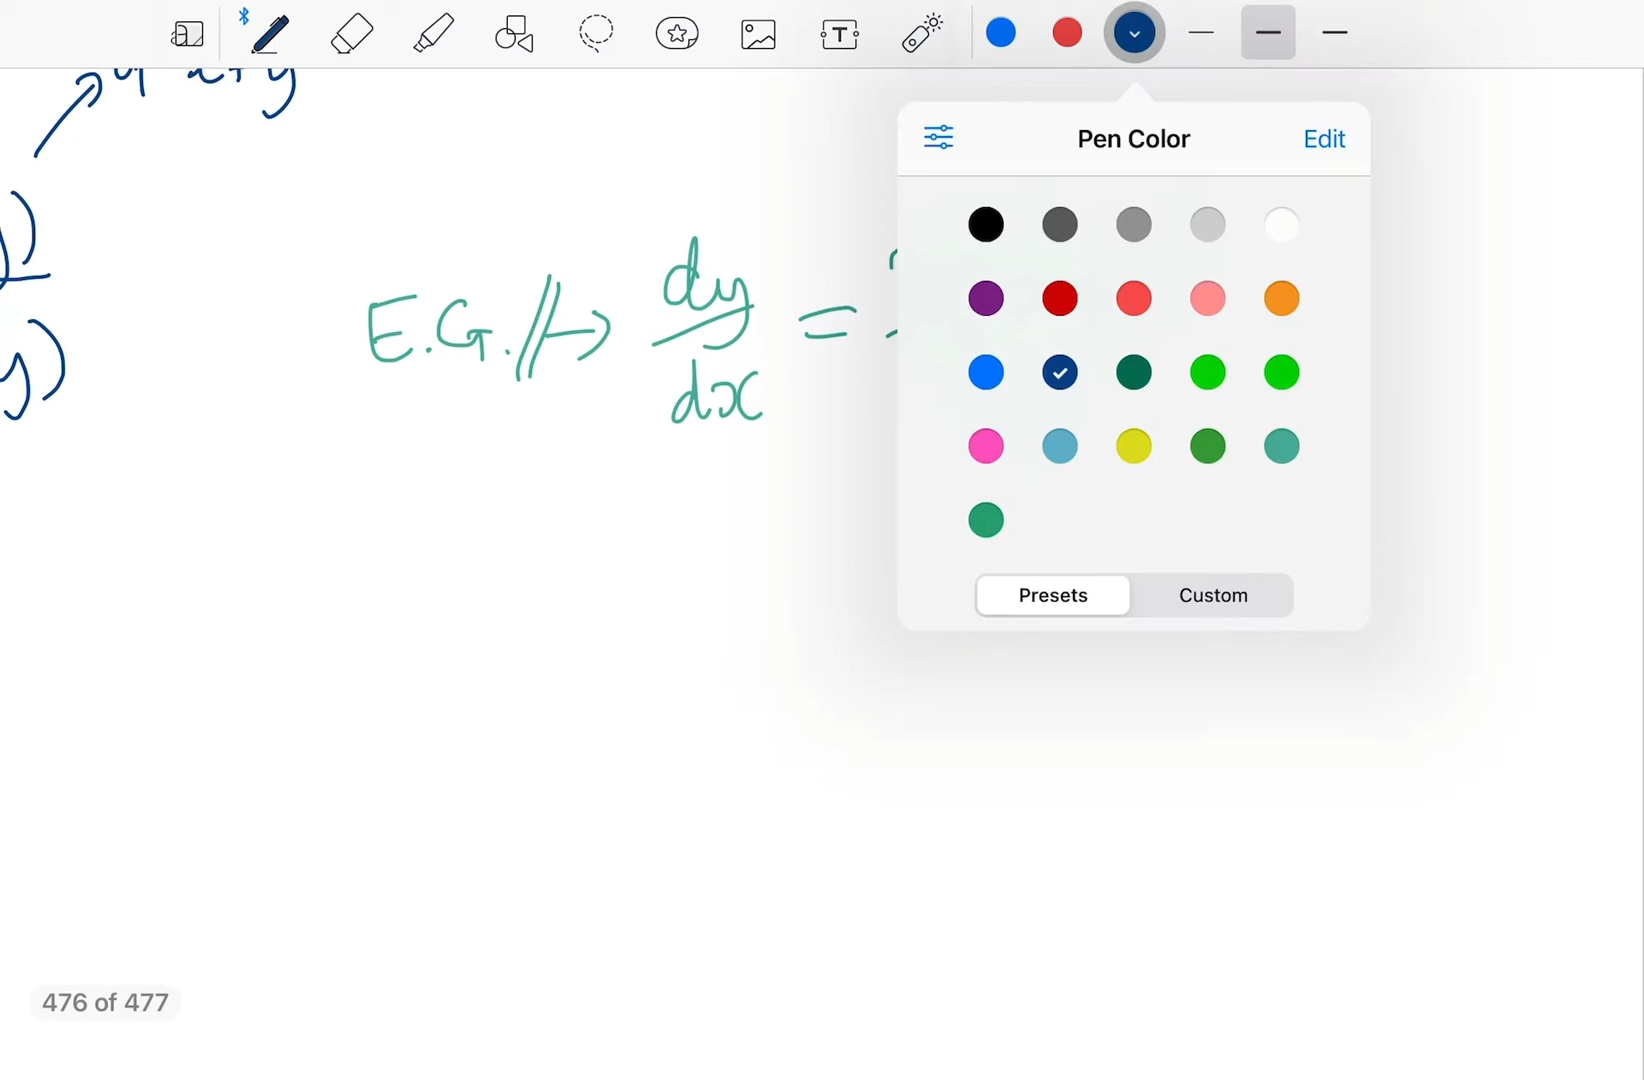 T
Pen Color
Edit
x+y
)
y)
E.G.//→ dy/dx =
Presets
Custom
476 of 477